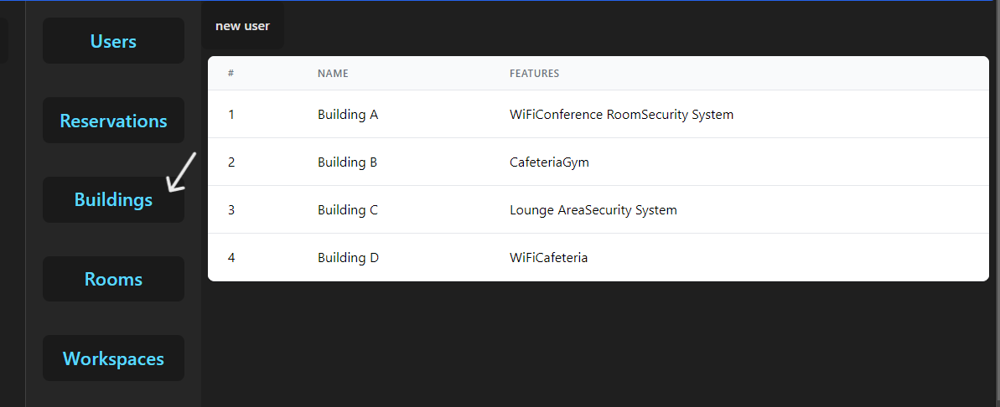 Users
Reservations
Buildings
Rooms
Workspaces
new user
# NAME FEATURES
1 Building A WiFiConference RoomSecurity System
2 Building B CafeteriaGym
3 Building C Lounge AreaSecurity System
4 Building D WiFiCafeteria